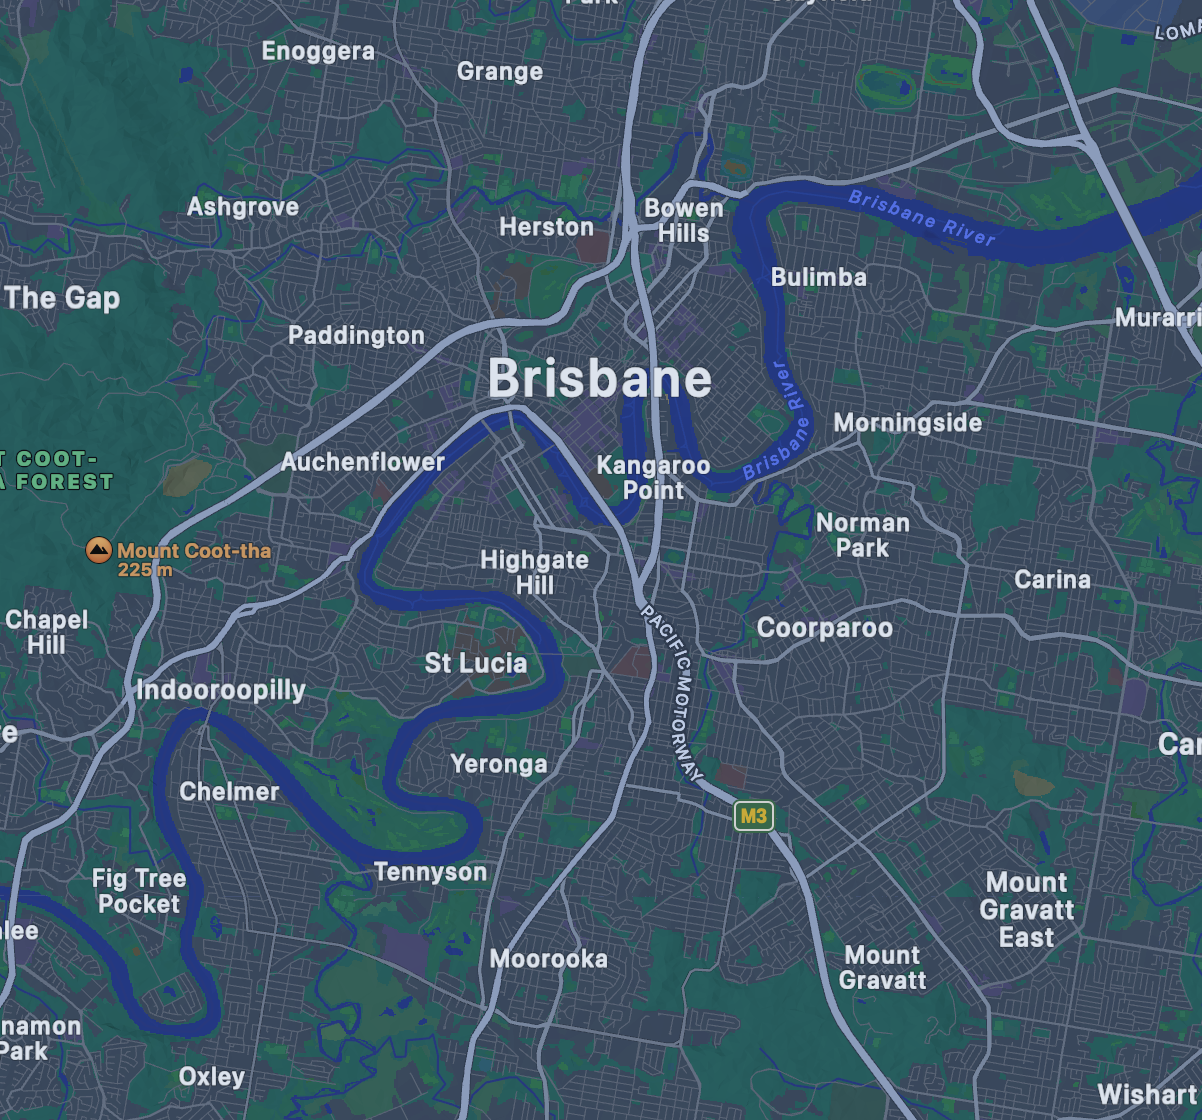 Park
Enoggera
Grange
LOMA
Brisbane River
Ashgrove
Herston
Bowen
Hills
Bulimba
The Gap
Murarri
Paddington
Brisbane
Brisbane River
Morningside
T COOT-
A FOREST
Auchenflower
Kangaroo
Point
Norman
Park
Mount Coot-tha
225 m
Highgate
Hill
Carina
Chapel
Hill
PACIFIC MOTORWAY
Coorparoo
St Lucia
Indooroopilly
re
Car
Yeronga
Chelmer
M3
Tennyson
Fig Tree
Pocket
Mount
Gravatt
East
lee
Moorooka
Mount
Gravatt
namon
Park
Oxley
Wishart